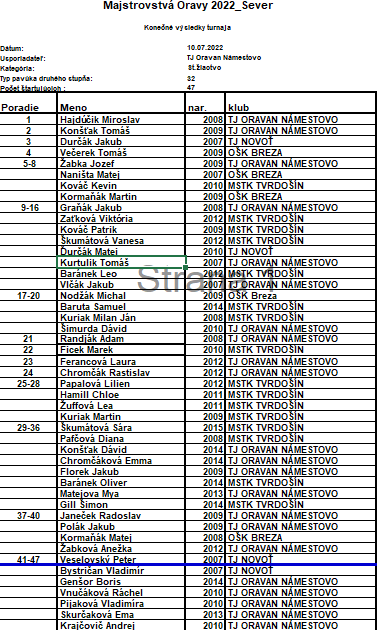 Majstrovstvá Oravy 2022_Sever
Konečné výsledky turnaja
Dátum: 10.07.2022
Usporiadateľ: TJ Oravan Námestovo
Kategória: St.žiactvo
Typ pavúka druhého stupňa: 32
Počet štartujúcich : 47
Poradie Meno nar. klub
1 Hajdúčik Miroslav 2008 TJ ORAVAN NÁMESTOVO
2 Konšťak Tomáš 2009 TJ ORAVAN NÁMESTOVO
3 Durčák Jakub 2007 TJ NOVOŤ
4 Večerek Tomáš 2009 OŠK BREZA
5-8 Žabka Jozef 2009 TJ ORAVAN NÁMESTOVO
Naništa Matej 2007 OŠK BREZA
Kováč Kevin 2010 MSTK TVRDOŠÍN
Kormaňák Martin 2009 OŠK BREZA
9-16 Graňák Jakub 2008 TJ ORAVAN NÁMESTOVO
Zaťková Viktória 2012 MSTK TVRDOŠÍN
Kováč Patrik 2009 MSTK TVRDOŠÍN
Škumátová Vanesa 2012 MSTK TVRDOŠÍN
Ďurčák Matej 2010 TJ NOVOŤ
Kurtulík Tomáš 2007 TJ ORAVAN NÁMESTOVO
Baránek Leo 2012 MSTK TVRDOŠÍN
Vlčák Jakub 2007 TJ ORAVAN NÁMESTOVO
17-20 Nodžák Michal 2009 OŠK Breza
Baruta Samuel 2014 MSTK TVRDOŠÍN
Kuriak Milan Ján 2008 MSTK TVRDOŠÍN
Šimurda Dávid 2010 TJ ORAVAN NÁMESTOVO
21 Randják Adam 2008 TJ ORAVAN NÁMESTOVO
22 Ficek Marek 2010 MSTK TVRDOŠÍN
23 Ferancová Laura 2012 TJ ORAVAN NÁMESTOVO
24 Chromčák Rastislav 2012 TJ ORAVAN NÁMESTOVO
25-28 Papalová Lilien 2012 MSTK TVRDOŠÍN
Hamill Chloe 2011 MSTK TVRDOŠÍN
Žuffová Lea 2011 MSTK TVRDOŠÍN
Kuriak Martin 2009 MSTK TVRDOŠÍN
29-36 Škumátová Sára 2015 MSTK TVRDOŠÍN
Pafčová Diana 2008 MSTK TVRDOŠÍN
Konšťak Dávid 2014 TJ ORAVAN NÁMESTOVO
Chromčáková Emma 2014 TJ ORAVAN NÁMESTOVO
Florek Jakub 2009 TJ ORAVAN NÁMESTOVO
Baránek Oliver 2014 MSTK TVRDOŠÍN
Matejova Mya 2013 TJ ORAVAN NÁMESTOVO
Gill Šimon 2014 MSTK TVRDOŠÍN
37-40 Janeček Radoslav 2009 TJ ORAVAN NÁMESTOVO
Polák Jakub 2009 TJ ORAVAN NÁMESTOVO
Kormaňák Matej 2008 OŠK BREZA
Žabková Anežka 2012 TJ ORAVAN NÁMESTOVO
41-47 Veselovský Peter 2007 TJ NOVOŤ
Bystričan Vladimír 2007 TJ NOVOŤ
Genšor Boris 2014 TJ ORAVAN NÁMESTOVO
Vnučáková Ráchel 2010 TJ ORAVAN NÁMESTOVO
Pijaková Vladimíra 2010 TJ ORAVAN NÁMESTOVO
Skurčáková Ema 2013 TJ ORAVAN NÁMESTOVO
Krajčovič Andrej 2010 TJ ORAVAN NÁMESTOVO